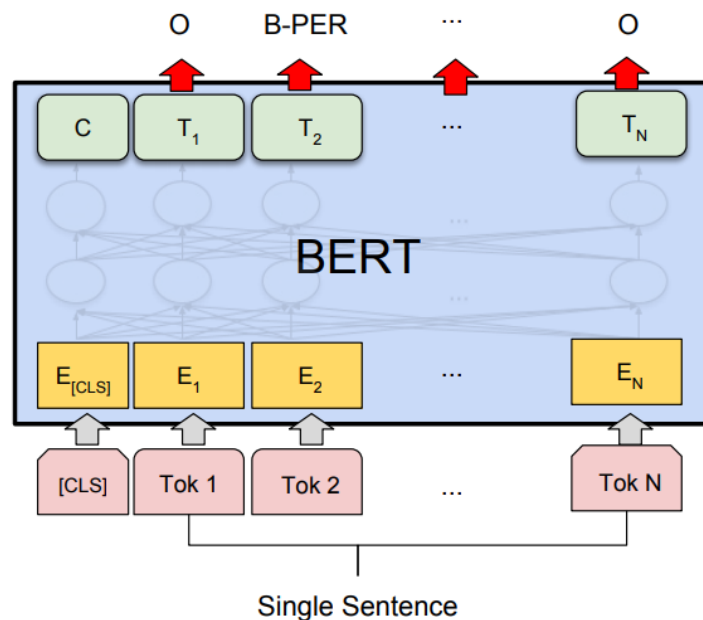 O B-PER ... O
C T1 T2 ... TN
...
BERT
...
E[CLS] E1 E2 ... EN
[CLS] Tok 1 Tok 2 ... Tok N
Single Sentence